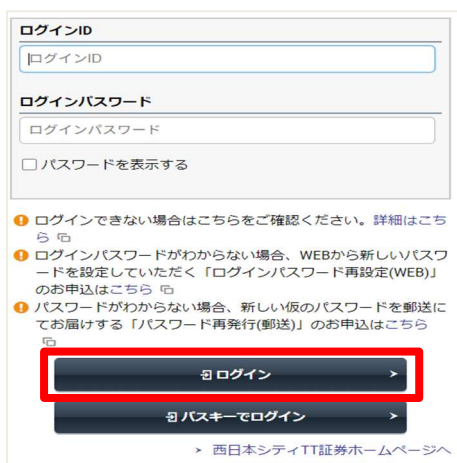 ログインID
ログインID
ログインパスワード
ログインパスワード
パスワードを表示する
ログインできない場合はこちらをご確認ください。詳細はこち
ら
ログインパスワードがわからない場合、WEBから新しいパスワ
ードを設定していただく「ログインパスワード再設定(WEB)」
のお申込はこちら
パスワードがわからない場合、新しい仮のパスワードを郵送に
てお届けする「パスワード再発行(郵送)」のお申込はこちら
ログイン
パスキーでログイン
西日本シティTT証券ホームページへ